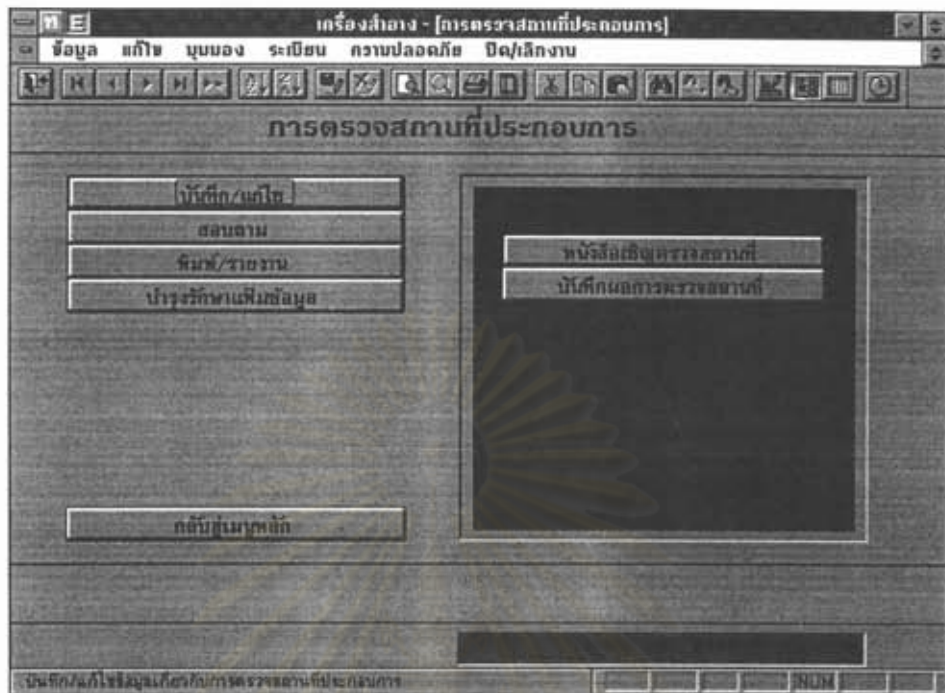 ท E เครื่องสำอาง - [การตรวจสถานที่ประกอบการ]
ข้อมูล แก้ไข มุมมอง ระเบียน ความปลอดภัย ปิด/เลิกงาน
การตรวจสถานที่ประกอบการ
บันทึก/แก้ไข
สอบถาม
พิมพ์/รายงาน
บำรุงรักษาแฟ้มข้อมูล
หนังสือเชิญตรวจสถานที่
บันทึกผลการตรวจสถานที่
กลับสู่เมนูหลัก
บันทึก/แก้ไขข้อมูลเกี่ยวกับการตรวจสถานที่ประกอบการ NUM